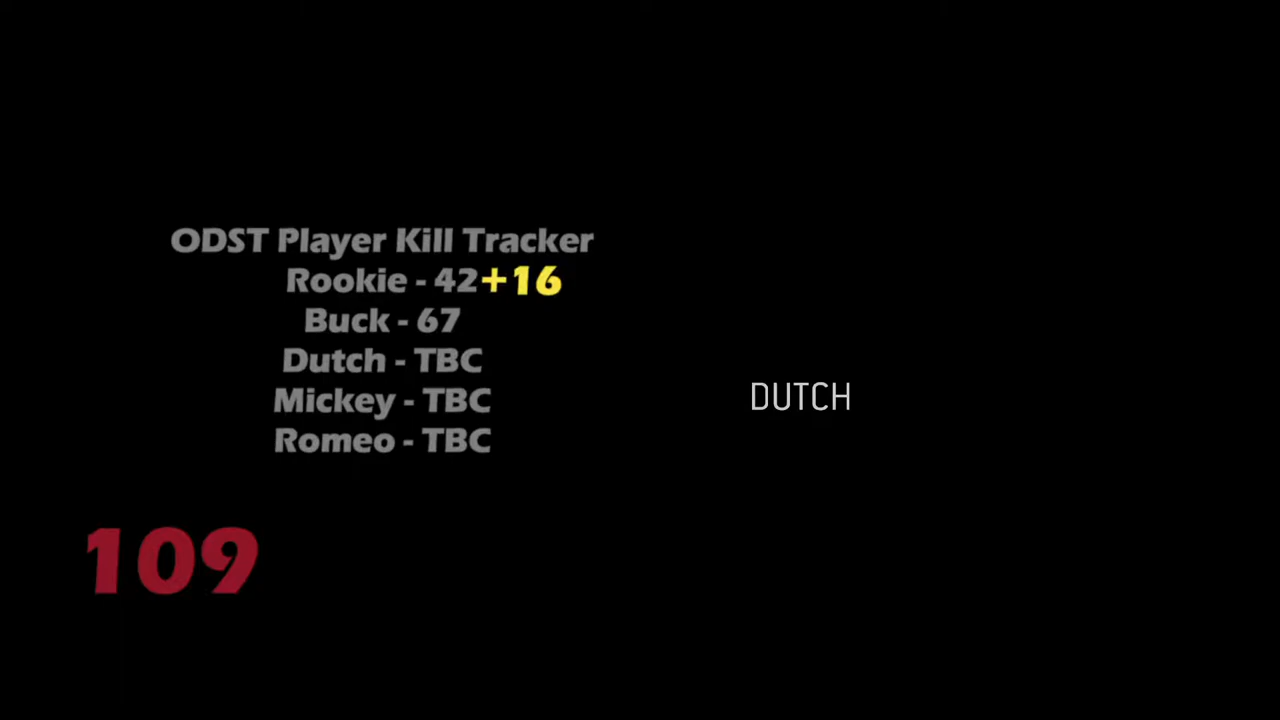 ODST Player Kill Tracker
Rookie - 42+16
Buck - 67
Dutch - TBC
Mickey - TBC
Romeo - TBC
DUTCH
109